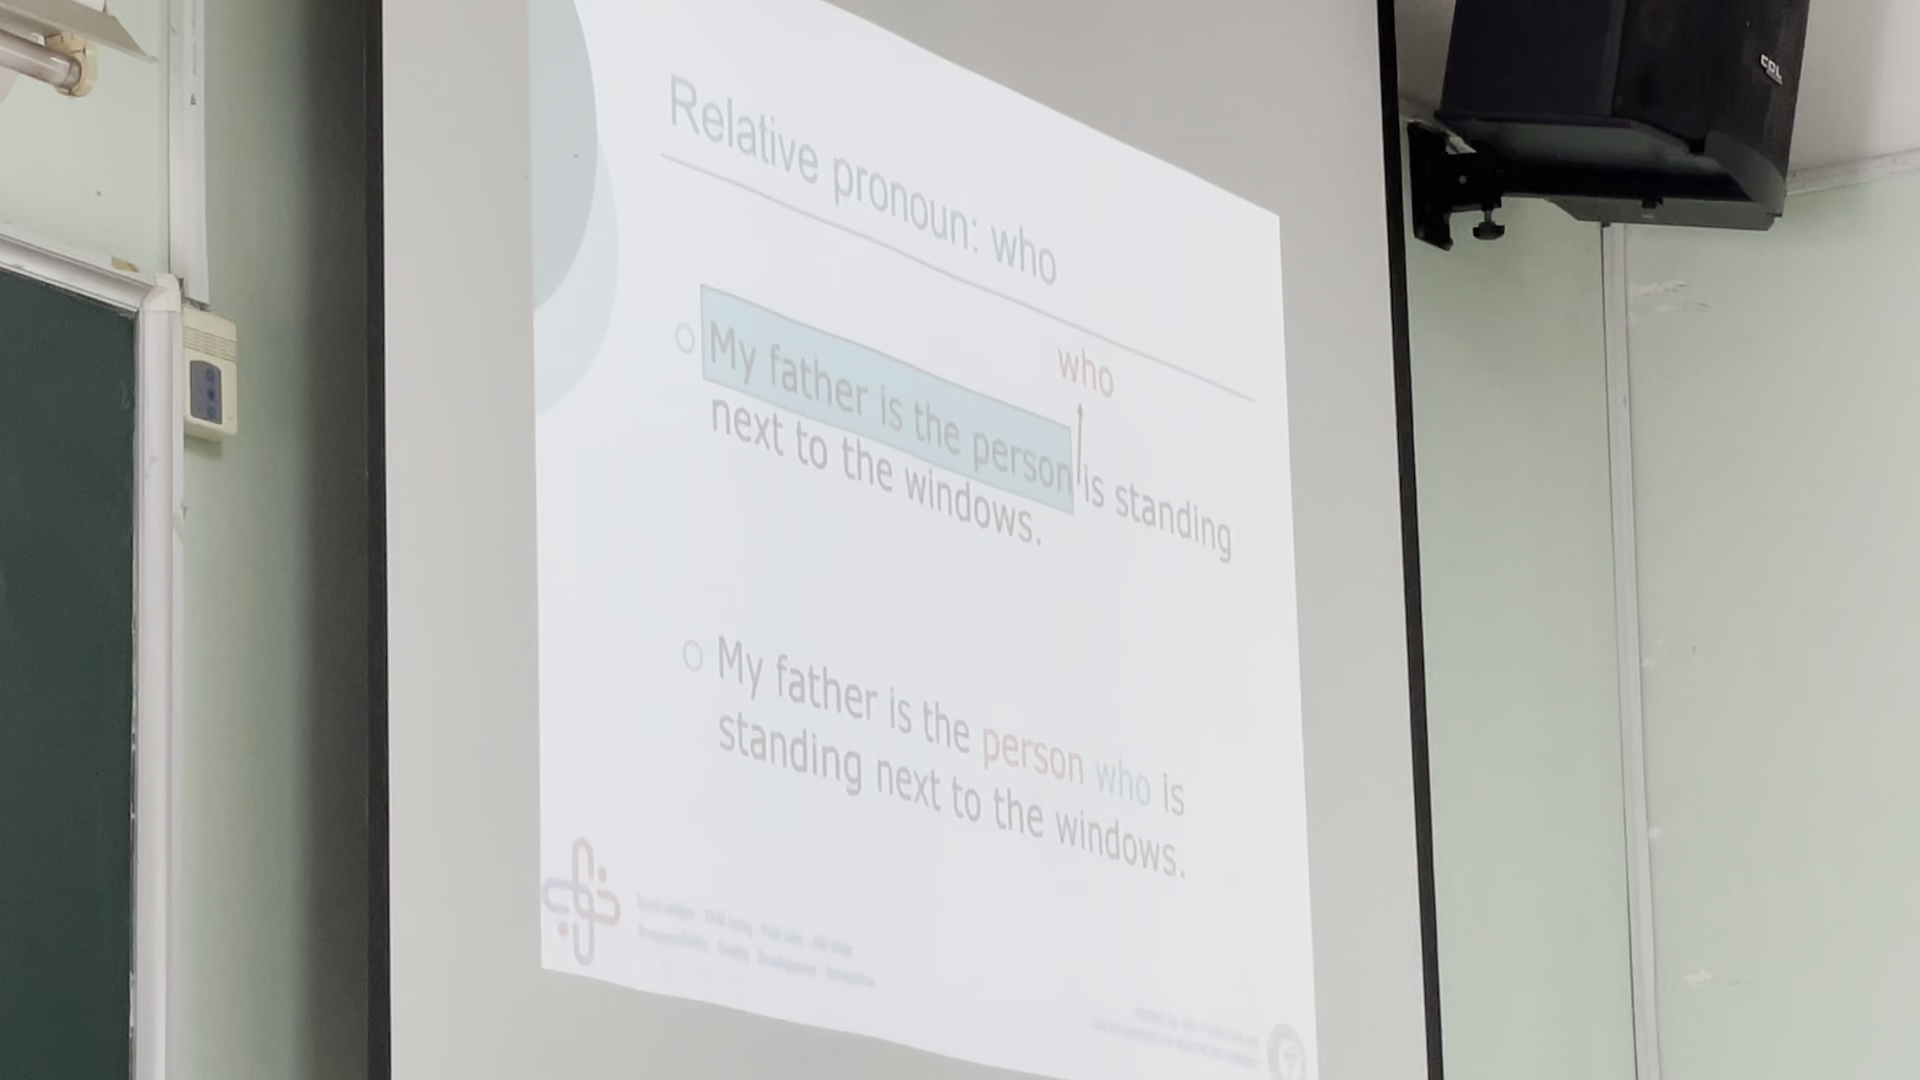 Relative pronoun: who
who
My father is the person is standing
next to the windows.
My father is the person who is
standing next to the windows.
CDL